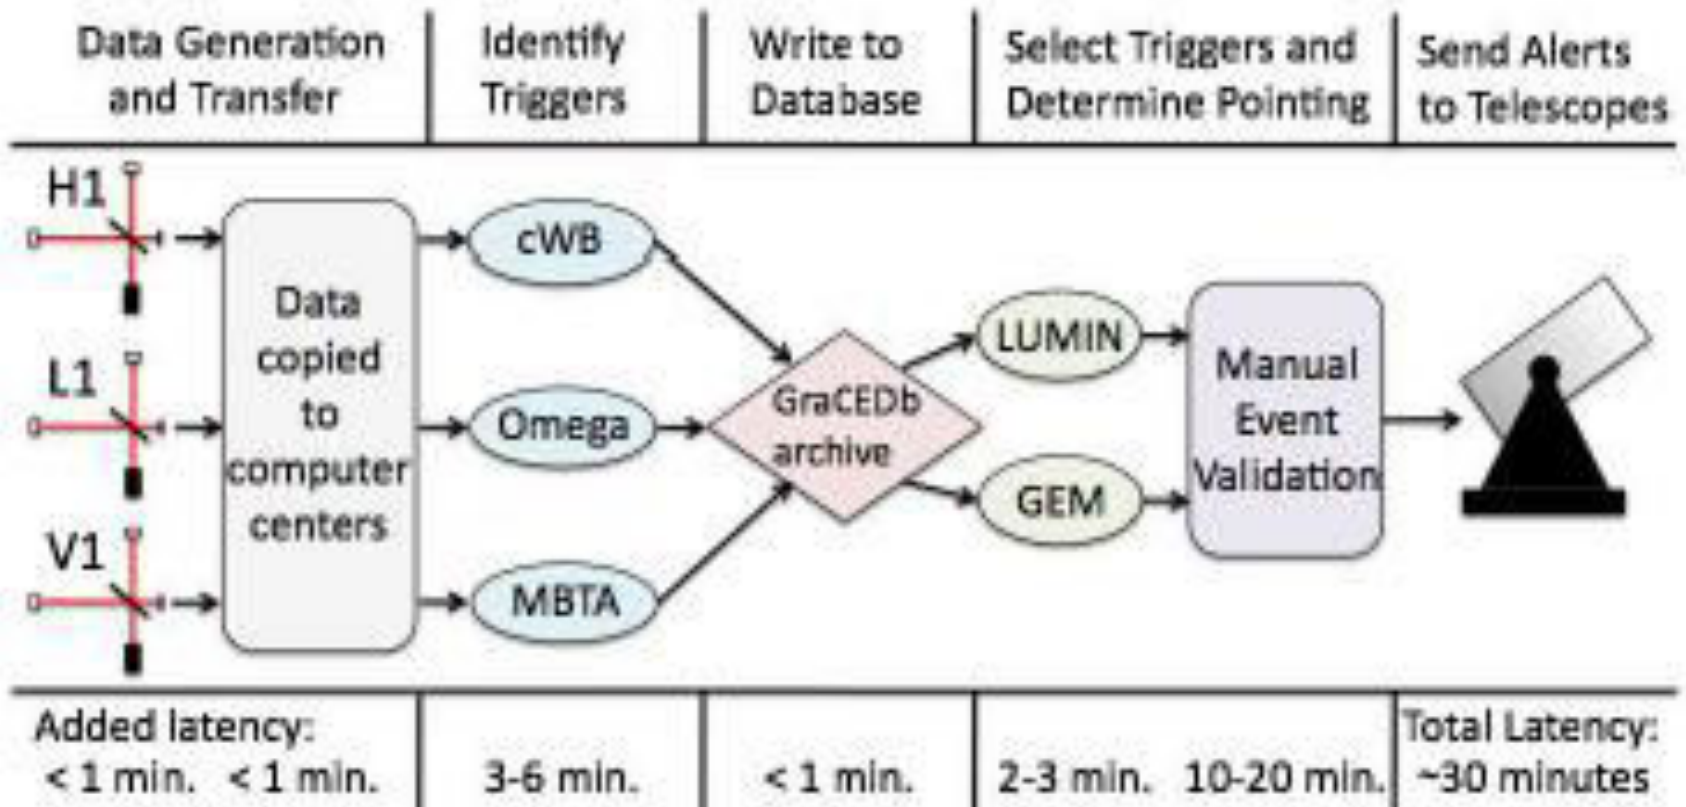 Data Generation
and Transfer
Identify
Triggers
Write to
Database
Select Triggers and
Determine Pointing
Send Alerts
to Telescopes
H1
L1
V1
Data
copied
to
computer
centers
cWB
Omega
MBTA
GraCEDb
archive
LUMIN
GEM
Manual
Event
Validation
Added latency:
< 1 min. < 1 min.
3-6 min.
< 1 min.
2-3 min. 10-20 min.
Total Latency:
~30 minutes